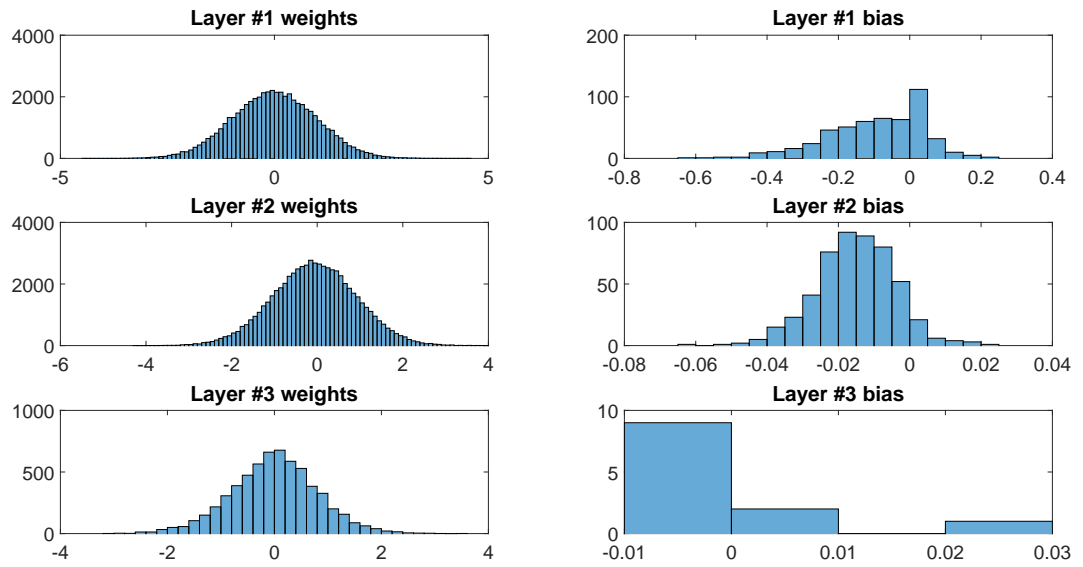 Layer #1 weights
4000
2000
0
-5 0 5
Layer #1 bias
200
100
0
-0.8 -0.6 -0.4 -0.2 0 0.2 0.4
Layer #2 weights
4000
2000
0
-6 -4 -2 0 2 4
Layer #2 bias
100
50
0
-0.08 -0.06 -0.04 -0.02 0 0.02 0.04
Layer #3 weights
1000
500
0
-4 -2 0 2 4
Layer #3 bias
10
5
0
-0.01 0 0.01 0.02 0.03